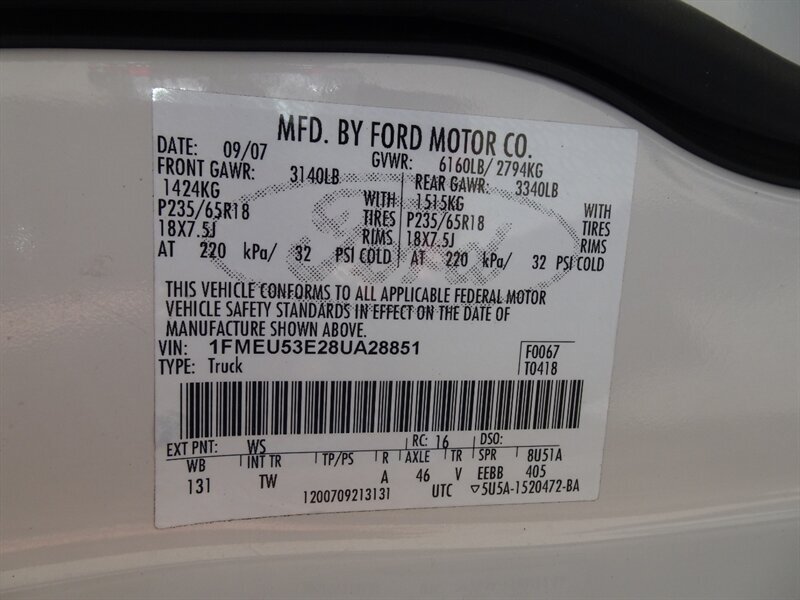 MFD. BY FORD MOTOR CO.
DATE: 09/07 GVWR: 6160LB/ 2794KG
FRONT GAWR: 3140LB REAR GAWR: 3340LB
1424KG WITH 1515KG WITH
P235/65R18 TIRES P235/65R18 TIRES
18X7.5J RIMS 18X7.5J RIMS
AT 220 kPa/ 32 PSI COLD AT 220 kPa/ 32 PSI COLD
Ford
THIS VEHICLE CONFORMS TO ALL APPLICABLE FEDERAL MOTOR
VEHICLE SAFETY STANDARDS IN EFFECT ON THE DATE OF
MANUFACTURE SHOWN ABOVE.
VIN: 1FMEU53E28UA28851 F0067
TYPE: Truck T0418
EXT PNT: WS RC: 16 DSO:
WB INT TR TP/PS R AXLE TR SPR 8U51A
131 TW A 46 V EEBB 405
1200709213131 UTC ▽5U5A-1520472-BA